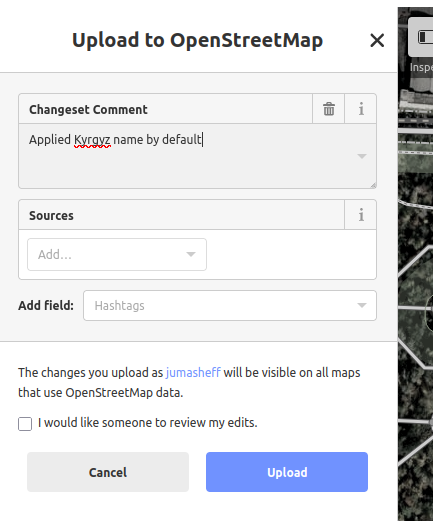 Upload to OpenStreetMap
Inspe
Changeset Comment
Applied Kyrgyz name by default
Sources
Add...
Add field:
Hashtags
The changes you upload as jumasheff will be visible on all maps
that use OpenStreetMap data.
I would like someone to review my edits.
Cancel
Upload